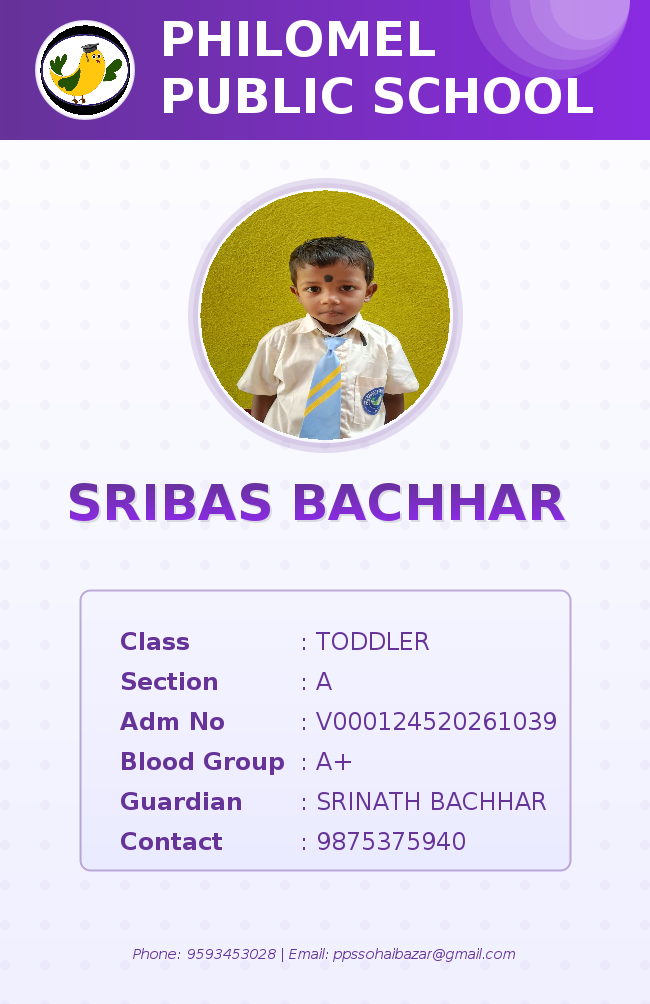 PHILOMEL
PUBLIC SCHOOL
SRIBAS BACHHAR
Class : TODDLER
Section : A
Adm No : V000124520261039
Blood Group : A+
Guardian : SRINATH BACHHAR
Contact : 9875375940
Phone: 9593453028 | Email: ppssohaibazar@gmail.com